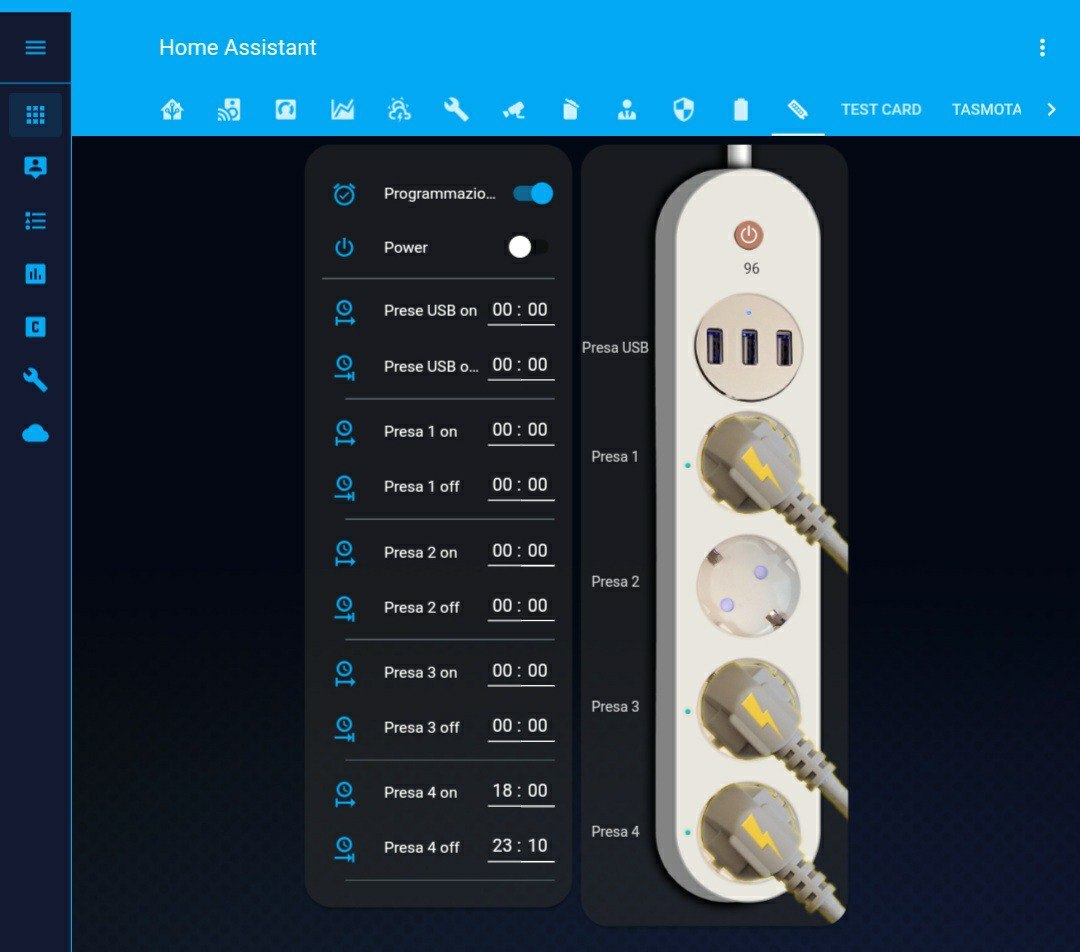 Home Assistant
TEST CARD
TASMOTA
Programmazio...
Power
Prese USB on 00 : 00
Prese USB o... 00 : 00
Presa 1 on 00 : 00
Presa 1 off 00 : 00
Presa 2 on 00 : 00
Presa 2 off 00 : 00
Presa 3 on 00 : 00
Presa 3 off 00 : 00
Presa 4 on 18 : 00
Presa 4 off 23 : 10
96
Presa USB
Presa 1
Presa 2
Presa 3
Presa 4